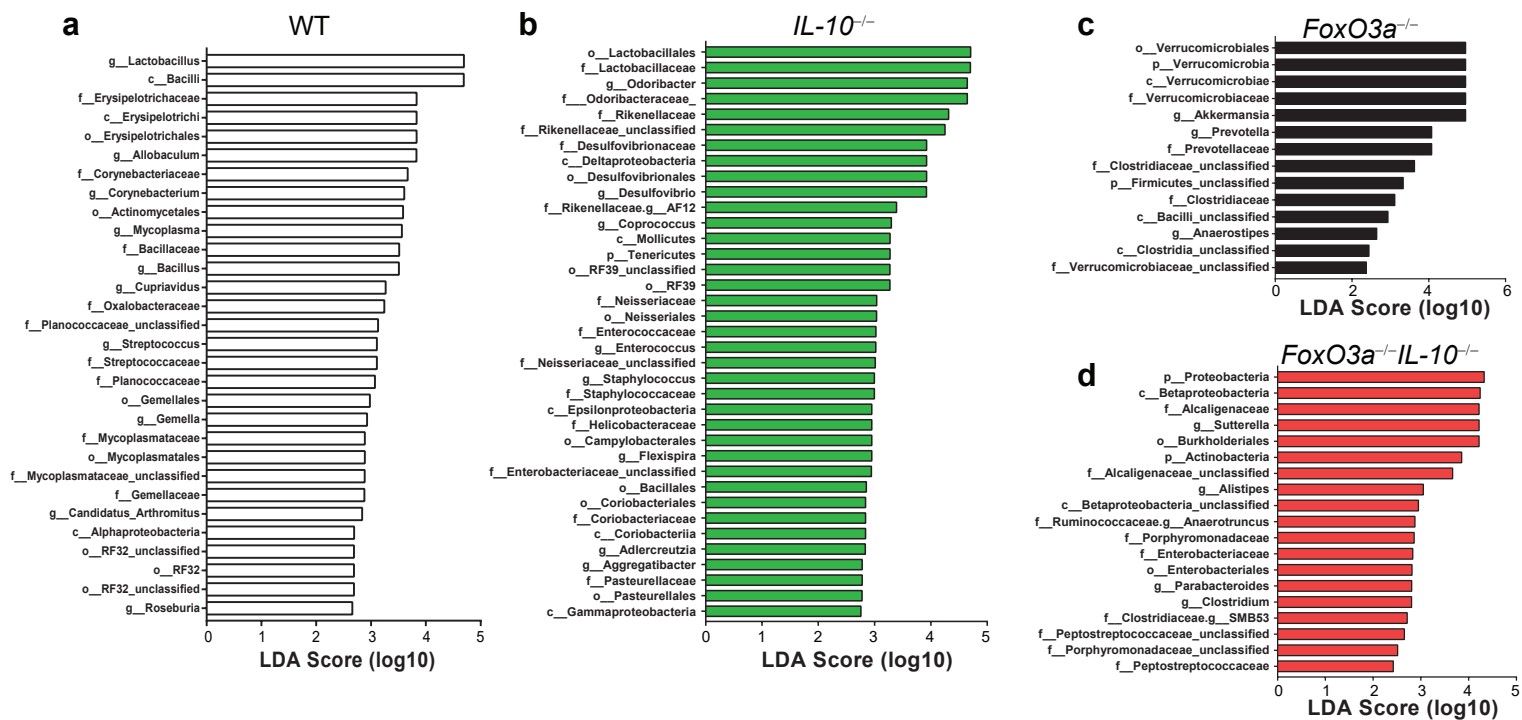 a
WT
g__Lactobacillus
c__Bacilli
f__Erysipelotrichaceae
c__Erysipelotrichi
o__Erysipelotrichales
g__Allobaculum
f__Corynebacteriaceae
g__Corynebacterium
o__Actinomycetales
g__Mycoplasma
f__Bacillaceae
g__Bacillus
g__Cupriavidus
f__Oxalobacteraceae
f__Planococcaceae_unclassified
g__Streptococcus
f__Streptococcaceae
f__Planococcaceae
o__Gemellales
g__Gemella
f__Mycoplasmataceae
o__Mycoplasmatales
f__Mycoplasmataceae_unclassified
f__Gemellaceae
g__Candidatus_Arthromitus
c__Alphaproteobacteria
o__RF32_unclassified
o__RF32
o__RF32_unclassified
g__Roseburia
0 1 2 3 4 5
LDA Score (log10)
b
IL-10–/–
o__Lactobacillales
f__Lactobacillaceae
g__Odoribacter
f___Odoribacteraceae_
f__Rikenellaceae
f__Rikenellaceae_unclassified
f__Desulfovibrionaceae
c__Deltaproteobacteria
o__Desulfovibrionales
g__Desulfovibrio
f__Rikenellaceae.g__AF12
g__Coprococcus
c__Mollicutes
p__Tenericutes
o__RF39_unclassified
o__RF39
f__Neisseriaceae
o__Neisseriales
f__Enterococcaceae
g__Enterococcus
f__Neisseriaceae_unclassified
g__Staphylococcus
f__Staphylococcaceae
c__Epsilonproteobacteria
f__Helicobacteraceae
o__Campylobacterales
g__Flexispira
f__Enterobacteriaceae_unclassified
o__Bacillales
o__Coriobacteriales
f__Coriobacteriaceae
c__Coriobacteriia
g__Adlercreutzia
g__Aggregatibacter
f__Pasteurellaceae
o__Pasteurellales
c__Gammaproteobacteria
0 1 2 3 4 5
LDA Score (log10)
c
FoxO3a–/–
o__Verrucomicrobiales
p__Verrucomicrobia
c__Verrucomicrobiae
f__Verrucomicrobiaceae
g__Akkermansia
g__Prevotella
f__Prevotellaceae
f__Clostridiaceae_unclassified
p__Firmicutes_unclassified
f__Clostridiaceae
c__Bacilli_unclassified
g__Anaerostipes
c__Clostridia_unclassified
f__Verrucomicrobiaceae_unclassified
0 2 4 6
LDA Score (log10)
d
FoxO3a–/–IL-10–/–
p__Proteobacteria
c__Betaproteobacteria
f__Alcaligenaceae
g__Sutterella
o__Burkholderiales
p__Actinobacteria
f__Alcaligenaceae_unclassified
g__Alistipes
c__Betaproteobacteria_unclassified
f__Ruminococcaceae.g__Anaerotruncus
f__Porphyromonadaceae
f__Enterobacteriaceae
o__Enterobacteriales
g__Parabacteroides
g__Clostridium
f__Clostridiaceae.g__SMB53
f__Peptostreptococcaceae_unclassified
f__Porphyromonadaceae_unclassified
f__Peptostreptococcaceae
0 1 2 3 4 5
LDA Score (log10)